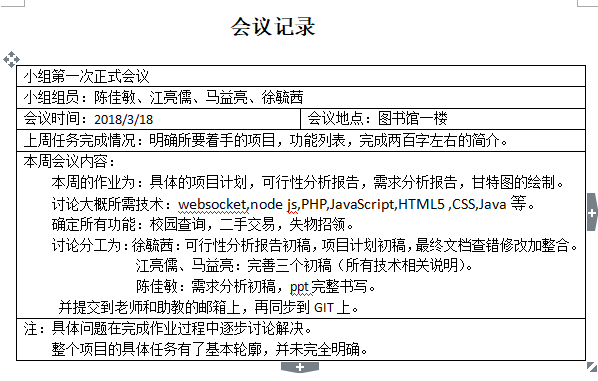 会议记录
小组第一次正式会议
小组组员：陈佳敏、江亮儒、马益亮、徐毓茜
会议时间：2018/3/18
会议地点：图书馆一楼
上周任务完成情况：明确所要着手的项目，功能列表，完成两百字左右的简介。
本周会议内容：
本周的作业为：具体的项目计划，可行性分析报告，需求分析报告，甘特图的绘制。
讨论大概所需技术：websocket,node js,PHP,JavaScript,HTML5 ,CSS,Java 等。
确定所有功能：校园查询，二手交易，失物招领。
讨论分工为：徐毓茜：可行性分析报告初稿，项目计划初稿，最终文档查错修改加整合。
江亮儒、马益亮：完善三个初稿（所有技术相关说明）。
陈佳敏：需求分析初稿，ppt 完整书写。
并提交到老师和助教的邮箱上，再同步到 GIT 上。
注：具体问题在完成作业过程中逐步讨论解决。
整个项目的具体任务有了基本轮廓，并未完全明确。